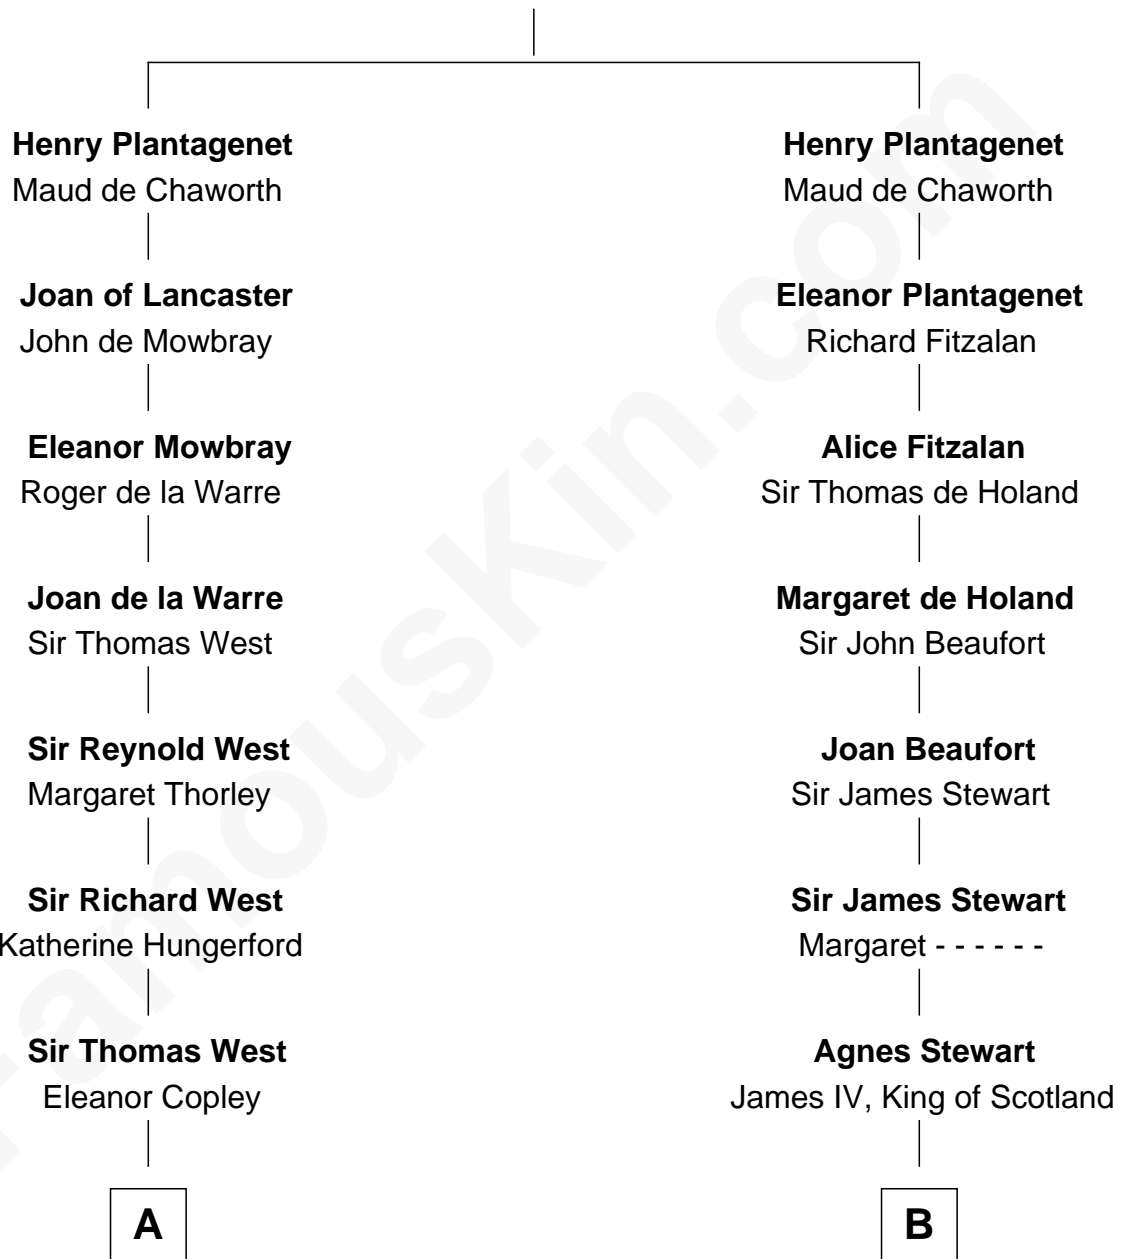 Henry Plantagenet
Maud de Chaworth
Joan of Lancaster
John de Mowbray
Eleanor Mowbray
Roger de la Warre
Joan de la Warre
Sir Thomas West
Sir Reynold West
Margaret Thorley
Sir Richard West
Katherine Hungerford
Sir Thomas West
Eleanor Copley
A
Henry Plantagenet
Maud de Chaworth
Eleanor Plantagenet
Richard Fitzalan
Alice Fitzalan
Sir Thomas de Holand
Margaret de Holand
Sir John Beaufort
Joan Beaufort
Sir James Stewart
Sir James Stewart
Margaret - - - - - -
Agnes Stewart
James IV, King of Scotland
B
FamousKin.com